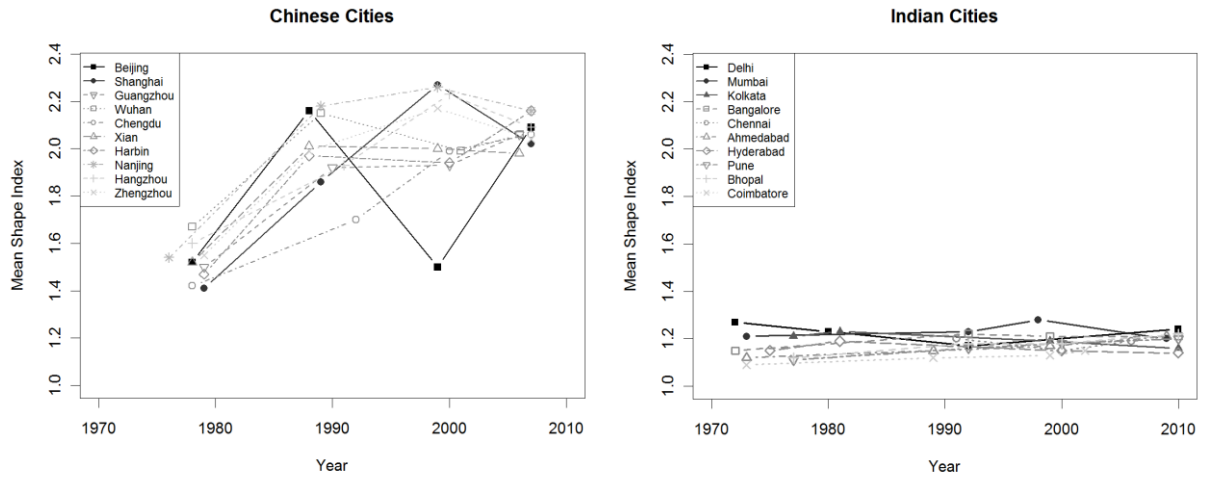 Chinese Cities
Mean Shape Index
2.4
2.2
2.0
1.8
1.6
1.4
1.2
1.0
Beijing
Shanghai
Guangzhou
Wuhan
Chengdu
Xian
Harbin
Nanjing
Hangzhou
Zhengzhou
1970 1980 1990 2000 2010
Year
Indian Cities
Mean Shape Index
2.4
2.2
2.0
1.8
1.6
1.4
1.2
1.0
Delhi
Mumbai
Kolkata
Bangalore
Chennai
Ahmedabad
Hyderabad
Pune
Bhopal
Coimbatore
1970 1980 1990 2000 2010
Year